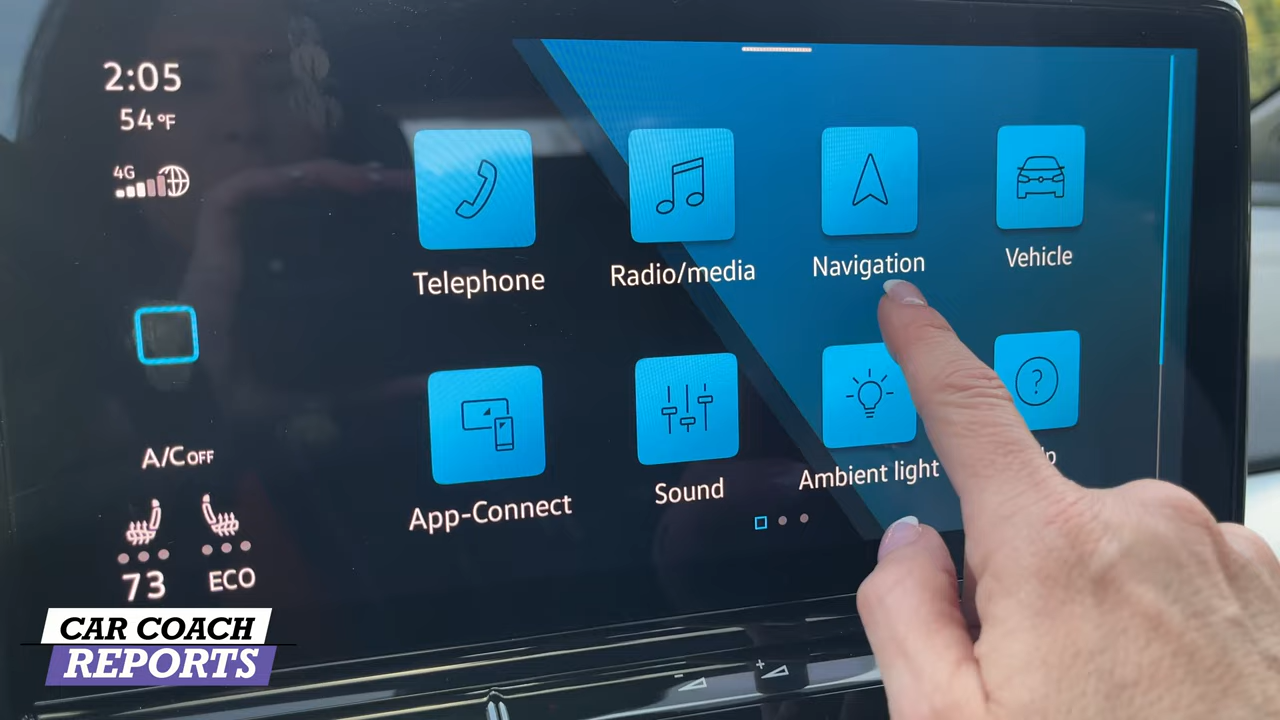 2:05
54°F
4G
Telephone
Radio/media
Navigation
Vehicle
App-Connect
Sound
Ambient light
?
A/C OFF
73
ECO
CAR COACH
REPORTS
- +